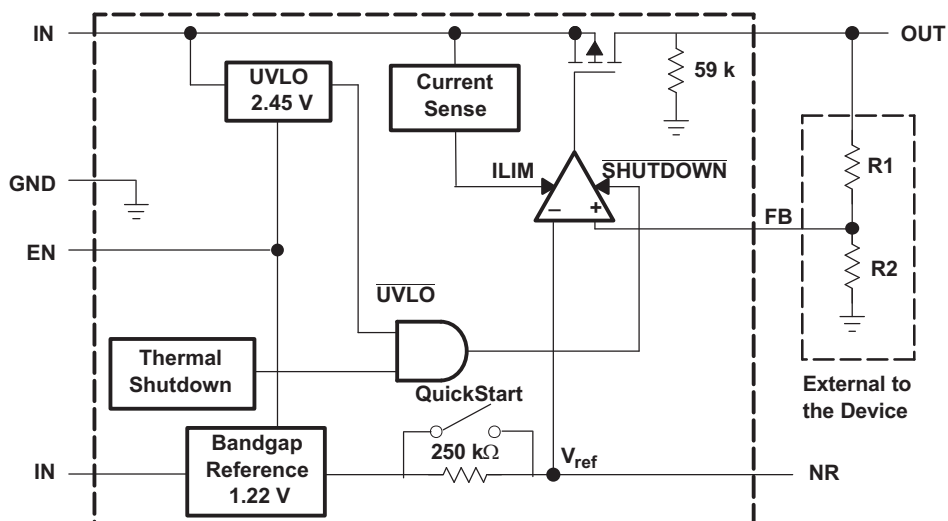 IN
OUT
UVLO
2.45 V
Current
Sense
59 k
GND
ILIM
SHUTDOWN
R1
− +
FB
EN
R2
UVLO
Thermal
Shutdown
QuickStart
External to
the Device
250 kΩ
Bandgap
Reference
1.22 V
Vref
IN
NR